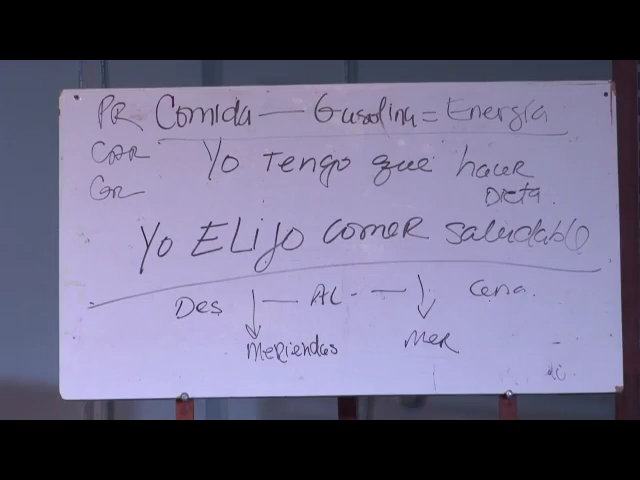 PR Comida — Gasolina = Energía
CAR Yo Tengo que hacer
Gr Dieta.
Yo ELijo comer saludable
Des — AL. — Cena.
Meriendas Mer